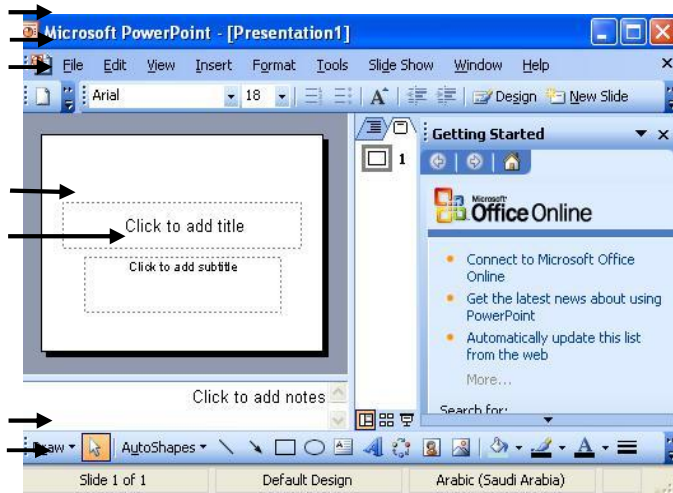 Microsoft PowerPoint - [Presentation1]
File Edit View Insert Format Tools Slide Show Window Help
Arial 18 A Design New Slide
1 Getting Started
Microsoft
Office Online
Click to add title
Click to add subtitle
Connect to Microsoft Office
Online
Get the latest news about using
PowerPoint
Automatically update this list
from the web
More...
Click to add notes
Search for:
Draw AutoShapes A
Slide 1 of 1 Default Design Arabic (Saudi Arabia)